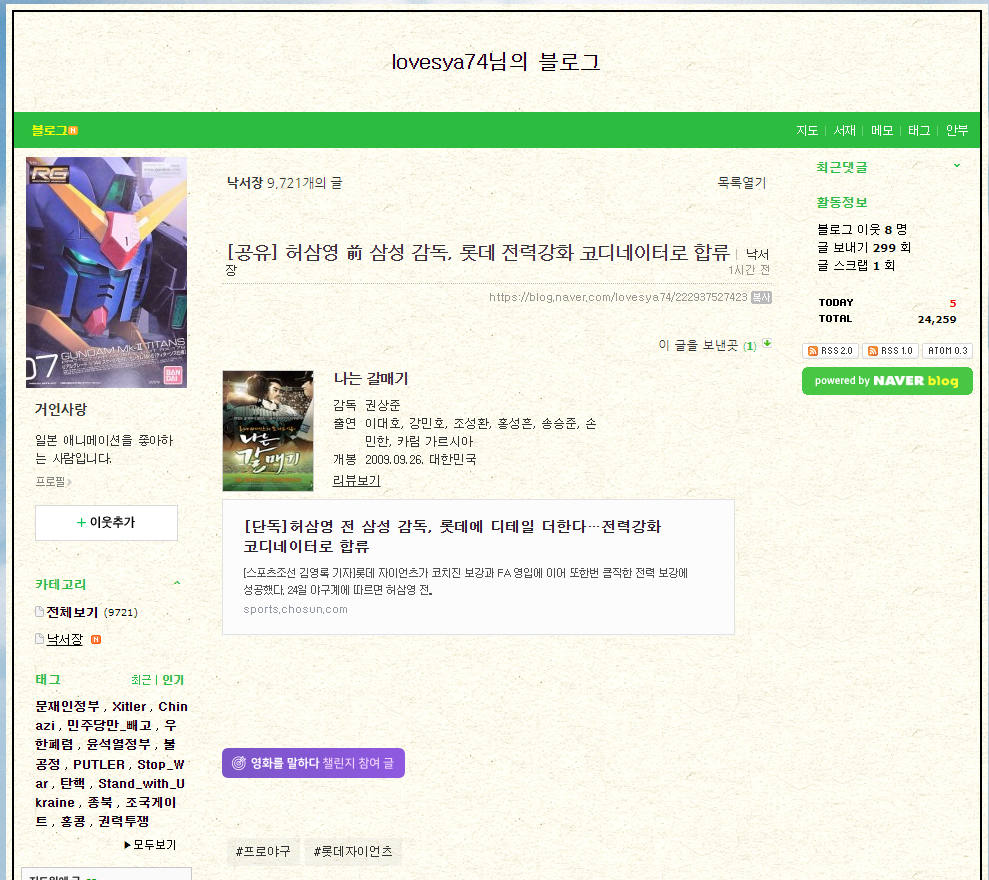 lovesya74님의 블로그
블로그 N
지도 | 서재 | 메모 | 태그 | 안부
RG
1
07 GUNDAM Mk-II TITANS
BAN
DAI
거인사랑
일본 애니메이션을 좋아하
는 사람입니다.
프로필 >
+ 이웃추가
카테고리
전체보기 (9721)
낙서장 N
태그 최근 | 인기
문재인정부 , Xitler , Chin
azi , 민주당만_빼고 , 우
한폐렴 , 윤석열정부 , 불
공정 , PUTLER , Stop_W
ar , 탄핵 , Stand_with_U
kraine , 종북 , 조국게이
트 , 홍콩 , 권력투쟁
▶모두보기
낙서장 9,721개의 글 목록열기
[공유] 허삼영 前 삼성 감독, 롯데 전력강화 코디네이터로 합류 | 낙서
장 1시간 전
https://blog.naver.com/lovesya74/222937527423 복사
이 글을 보낸곳 (1)
나는
갈매기
나는 갈매기
감독 권상준
출연 이대호, 강민호, 조성환, 홍성흔, 송승준, 손
민한, 카림 가르시아
개봉 2009.09.26. 대한민국
리뷰보기
[단독]허삼영 전 삼성 감독, 롯데에 디테일 더한다…전력강화
코디네이터로 합류
[스포츠조선 김영록 기자]롯데 자이언츠가 코치진 보강과 FA 영입에 이어 또한번 큼직한 전력 보강에
성공했다. 24일 야구계에 따르면 허삼영 전..
sports.chosun.com
영화를 말하다 챌린지 참여 글
#프로야구 #롯데자이언츠
최근댓글
활동정보
블로그 이웃 8 명
글 보내기 299 회
글 스크랩 1 회
TODAY 5
TOTAL 24,259
RSS 2.0 RSS 1.0 ATOM 0.3
powered by NAVER blog